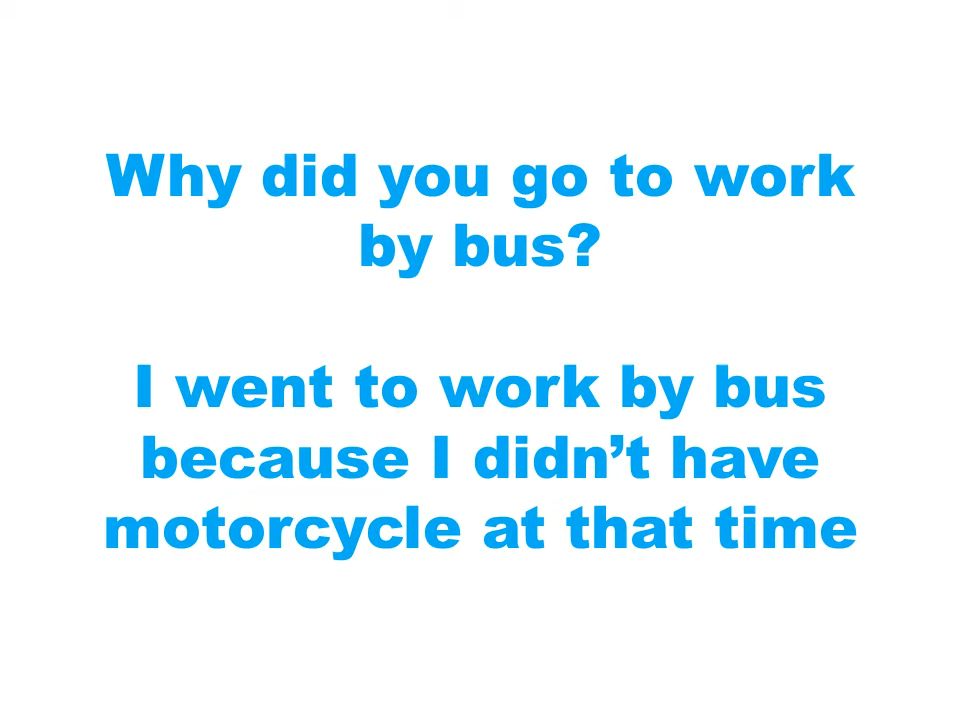 Why did you go to work
by bus?
I went to work by bus
because I didn’t have
motorcycle at that time